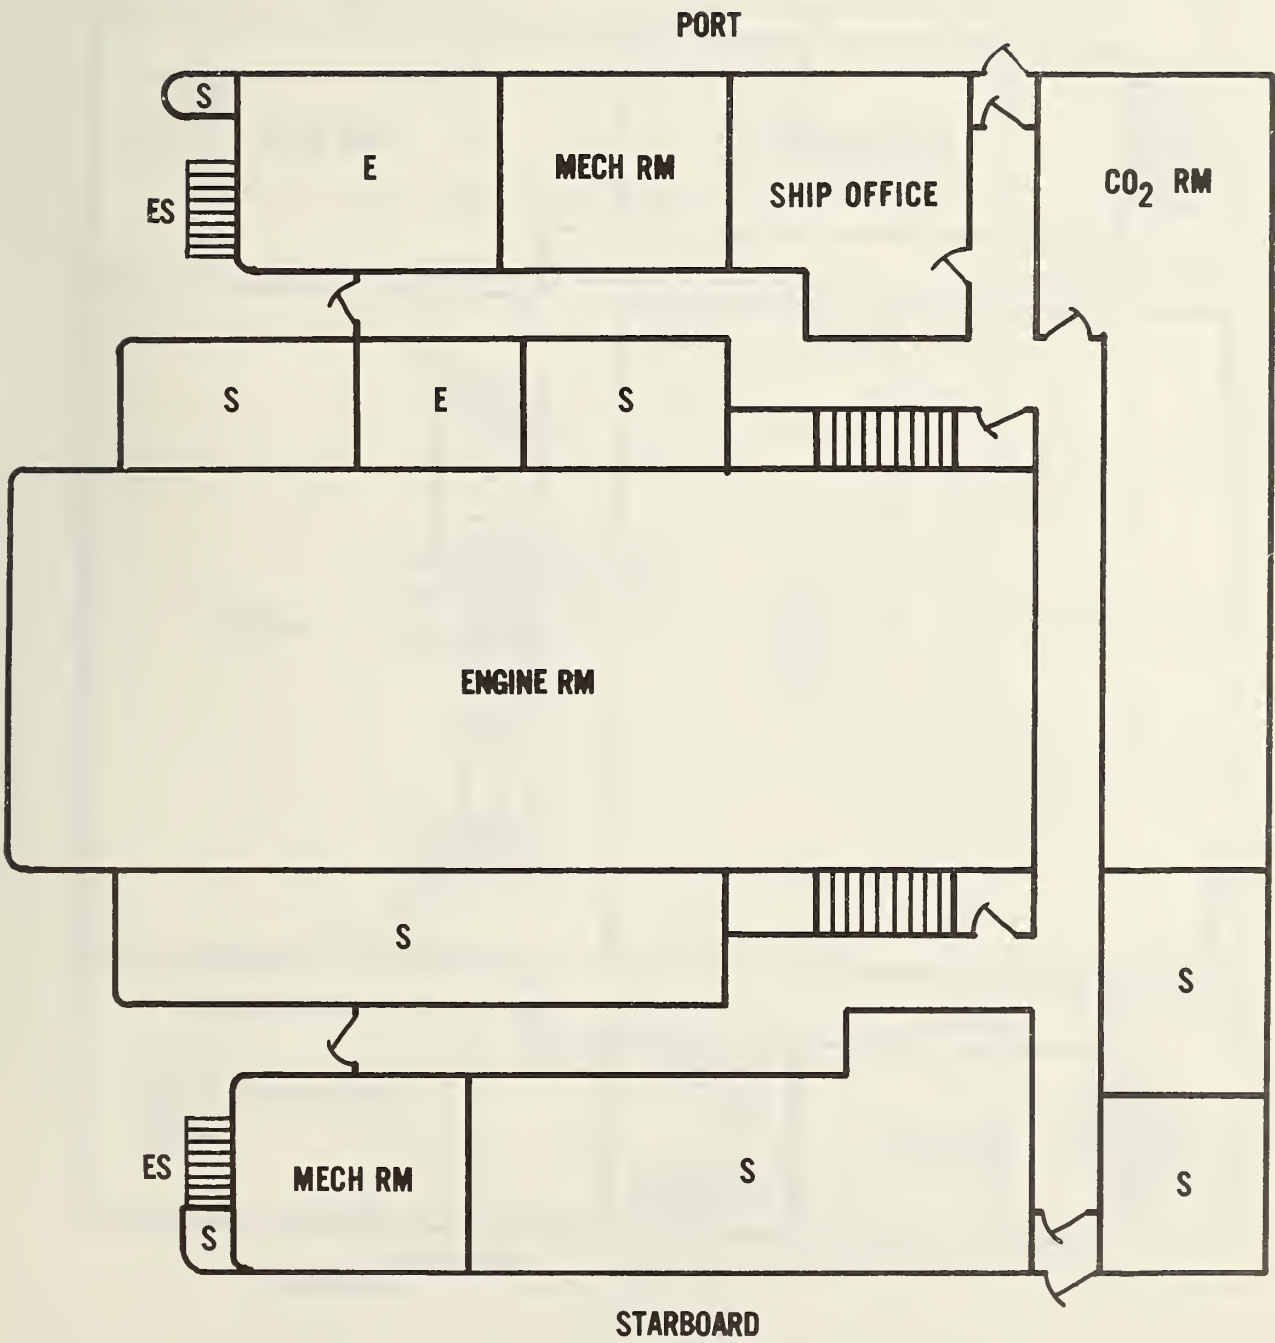 PORT
S
E
MECH RM
SHIP OFFICE
CO₂ RM
ES
S
E
S
ENGINE RM
S
S
ES
MECH RM
S
S
S
STARBOARD